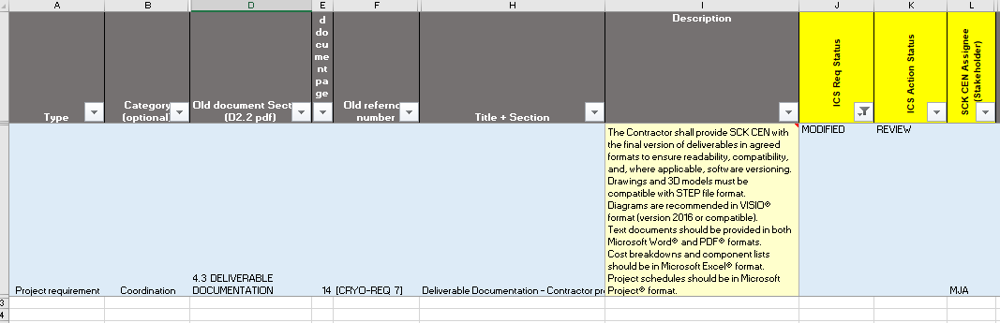 A B D E F H I J K L
Type
Category (optional)
Old document Sect (D2.2 pdf)
d do cu me nt pa ge
Old refernc number
Title + Section
Description
ICS Req Status
ICS Action Status
SCK CEN Assignee (Stakeholder)
The Contractor shall provide SCK CEN with
the final version of deliverables in agreed
formats to ensure readability, compatibility,
and, where applicable, software versioning.
Drawings and 3D models must be
compatible with STEP file format.
Diagrams are recommended in VISIO®
format (version 2016 or compatible).
Text documents should be provided in both
Microsoft Word® and PDF® formats.
Cost breakdowns and component lists
should be in Microsoft Excel® format.
Project schedules should be in Microsoft
Project® format.
MODIFIED
REVIEW
Project requirement
Coordination
4.3 DELIVERABLE
DOCUMENTATION
14
[CRYO-REQ 7]
Deliverable Documentation - Contractor pr
MJA
3
4